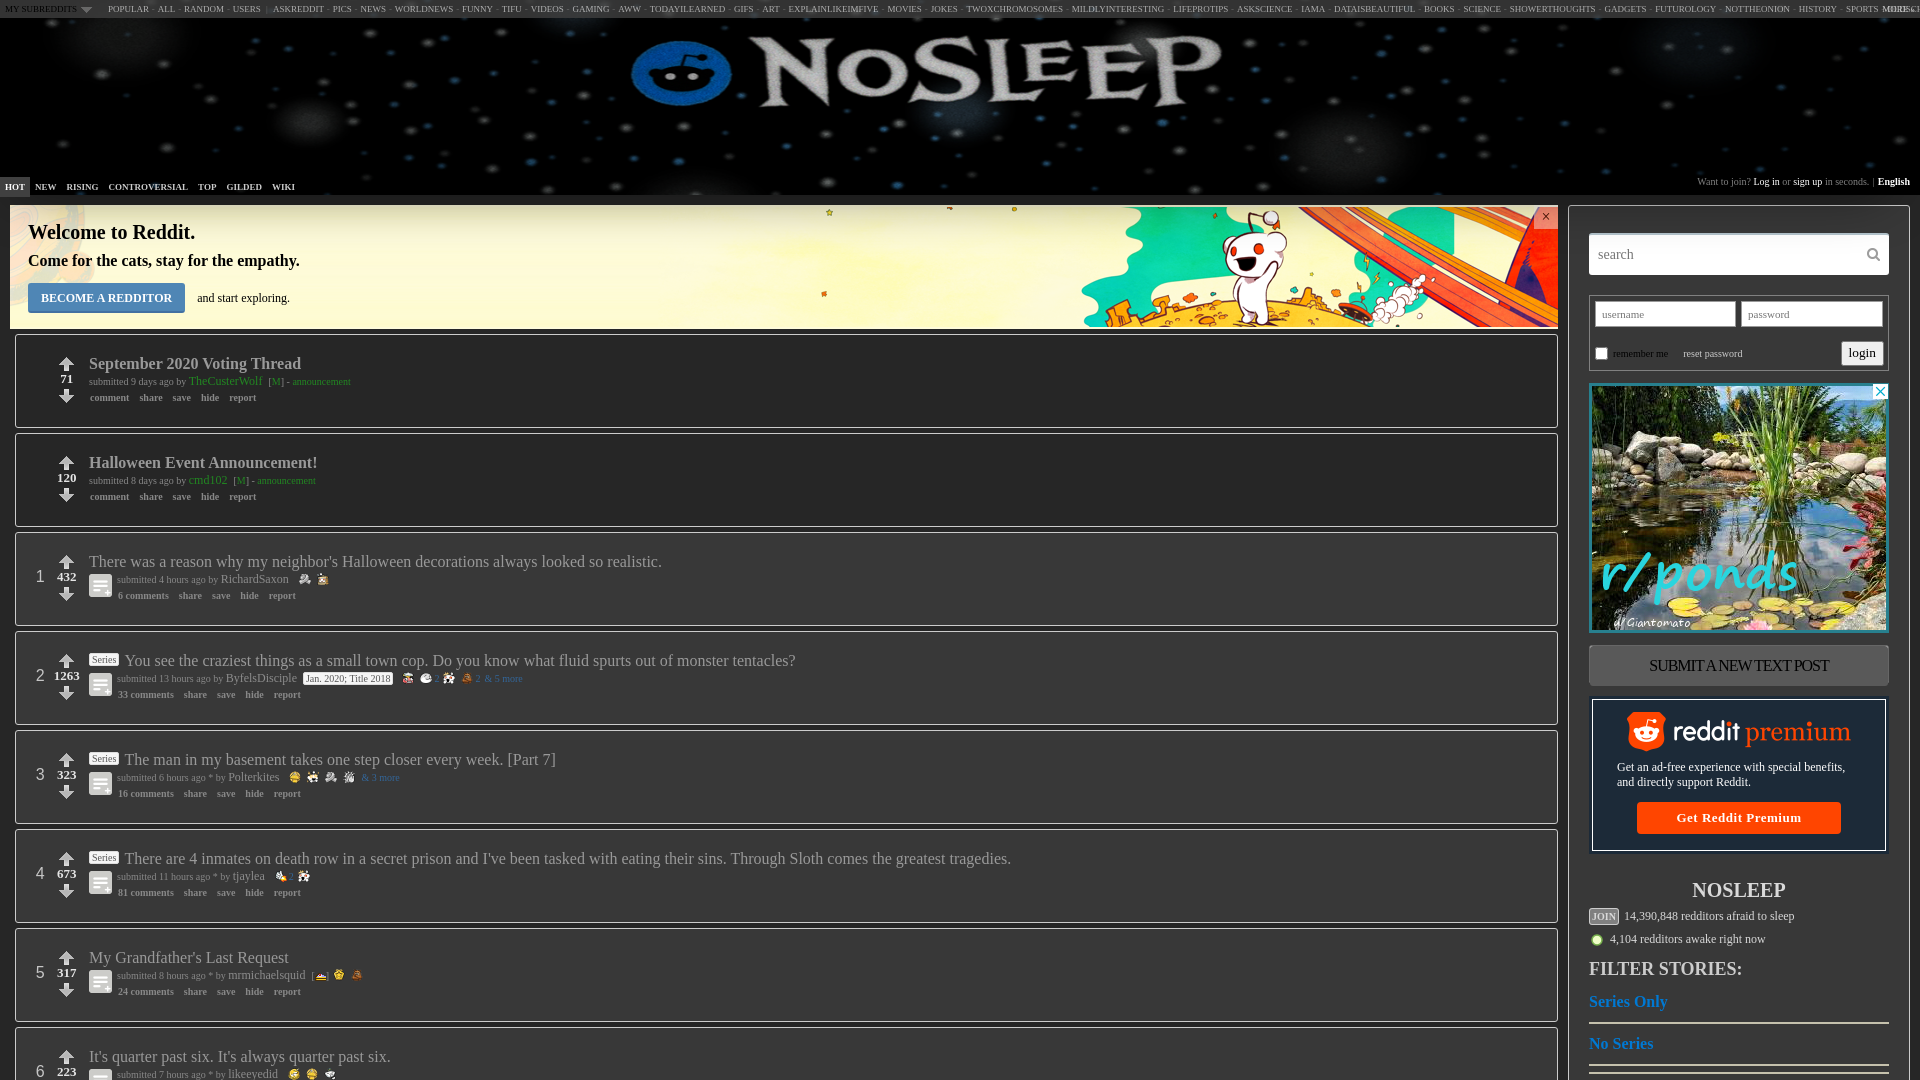 MY SUBREDDITS POPULAR - ALL - RANDOM - USERS | ASKREDDIT - PICS - NEWS - WORLDNEWS - FUNNY - TIFU - VIDEOS - GAMING - AWW - TODAYILEARNED - GIFS - ART - EXPLAINLIKEIMFIVE - MOVIES - JOKES - TWOXCHROMOSOMES - MILDLYINTERESTING - LIFEPROTIPS - ASKSCIENCE - IAMA - DATAISBEAUTIFUL - BOOKS - SCIENCE - SHOWERTHOUGHTS - GADGETS - FUTUROLOGY - NOTTHEONION - HISTORY - SPORTS
NOSLEEP
HOT NEW RISING CONTROVERSIAL TOP GILDED WIKI
Want to join? Log in or sign up in seconds. | English
Welcome to Reddit.
Come for the cats, stay for the empathy.
BECOME A REDDITOR and start exploring.
×
September 2020 Voting Thread
71
submitted 9 days ago by TheCusterWolf [M] - announcement
comment share save hide report
Halloween Event Announcement!
120
submitted 8 days ago by cmd102 [M] - announcement
comment share save hide report
There was a reason why my neighbor's Halloween decorations always looked so realistic.
1 432
submitted 4 hours ago by RichardSaxon
6 comments share save hide report
Series You see the craziest things as a small town cop. Do you know what fluid spurts out of monster tentacles?
2 1263
submitted 13 hours ago by ByfelsDisciple Jan. 2020; Title 2018 2 2 & 5 more
33 comments share save hide report
Series The man in my basement takes one step closer every week. [Part 7]
3 323
submitted 6 hours ago * by Polterkites & 3 more
16 comments share save hide report
Series There are 4 inmates on death row in a secret prison and I've been tasked with eating their sins. Through Sloth comes the greatest tragedies.
4 673
submitted 11 hours ago * by tjaylea 2
81 comments share save hide report
My Grandfather's Last Request
5 317
submitted 8 hours ago * by mrmichaelsquid
24 comments share save hide report
It's quarter past six. It's always quarter past six.
6 223
submitted 7 hours ago * by likeeyedid
search
username password
remember me reset password login
r/ponds
u/Giantomato
SUBMIT A NEW TEXT POST
reddit premium
Get an ad-free experience with special benefits,
and directly support Reddit.
Get Reddit Premium
NOSLEEP
JOIN 14,390,848 redditors afraid to sleep
4,104 redditors awake right now
FILTER STORIES:
Series Only
No Series